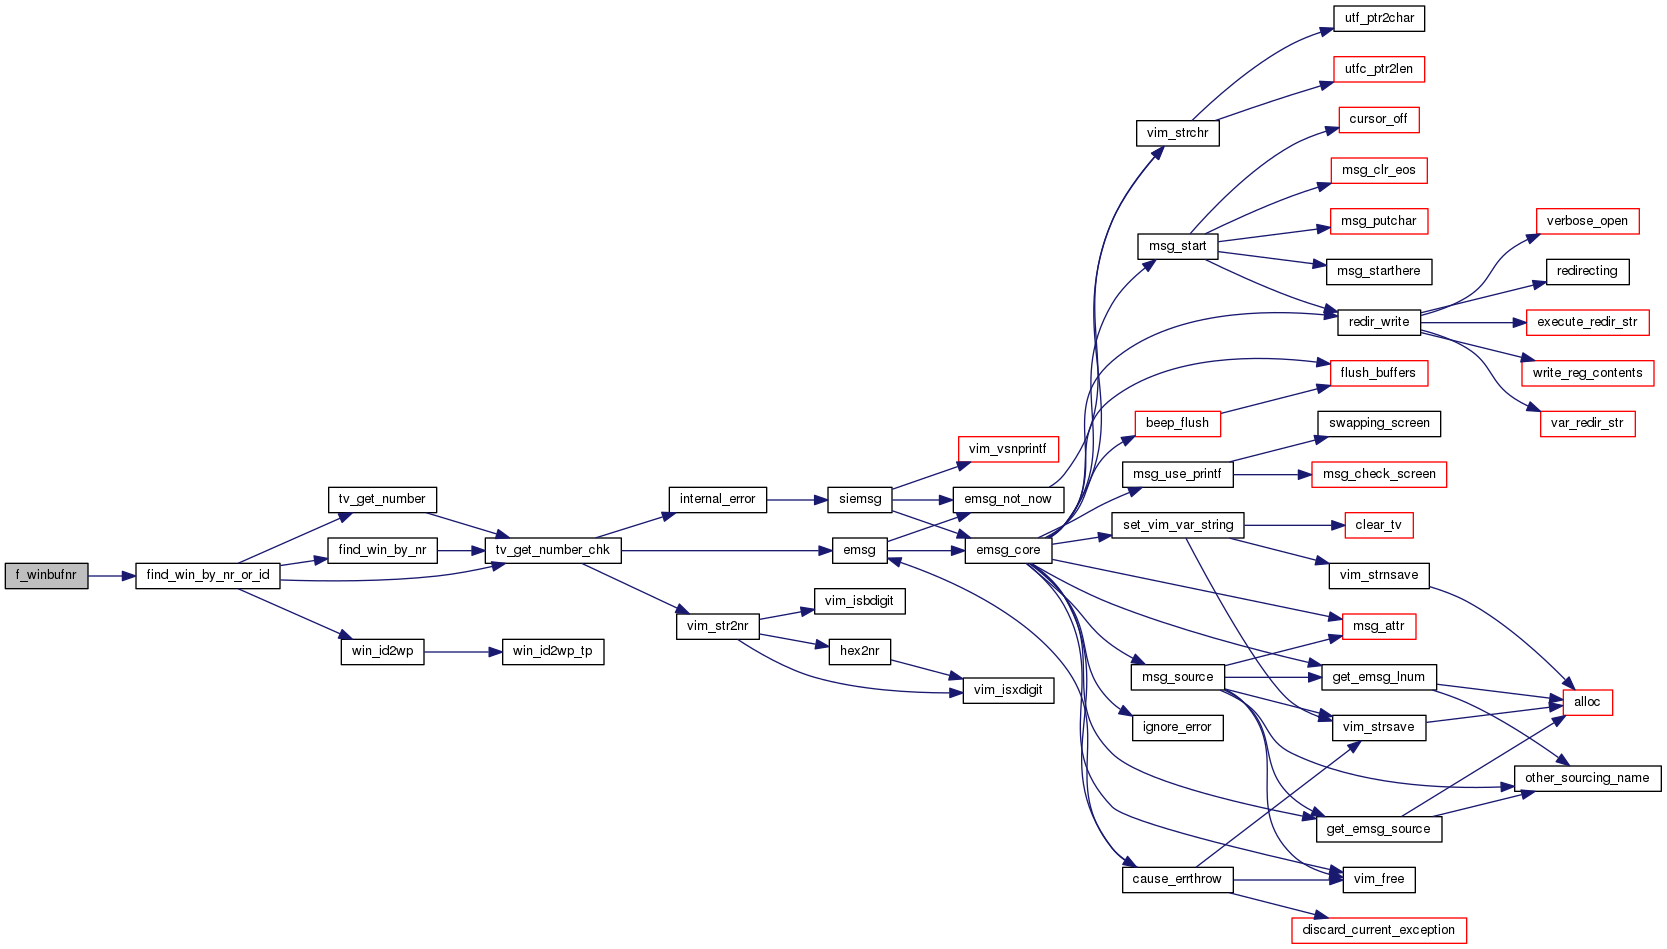 utf_ptr2char
utfc_ptr2len
cursor_off
vim_strchr
msg_clr_eos
msg_putchar
verbose_open
msg_start
msg_starthere
redirecting
redir_write
execute_redir_str
flush_buffers
write_reg_contents
beep_flush
swapping_screen
var_redir_str
vim_vsnprintf
msg_use_printf
msg_check_screen
tv_get_number
internal_error
siemsg
emsg_not_now
set_vim_var_string
clear_tv
find_win_by_nr
tv_get_number_chk
emsg
emsg_core
f_winbufnr
find_win_by_nr_or_id
vim_strnsave
vim_isbdigit
vim_str2nr
msg_attr
win_id2wp
win_id2wp_tp
hex2nr
msg_source
get_emsg_lnum
vim_isxdigit
alloc
ignore_error
vim_strsave
other_sourcing_name
get_emsg_source
cause_errthrow
vim_free
discard_current_exception